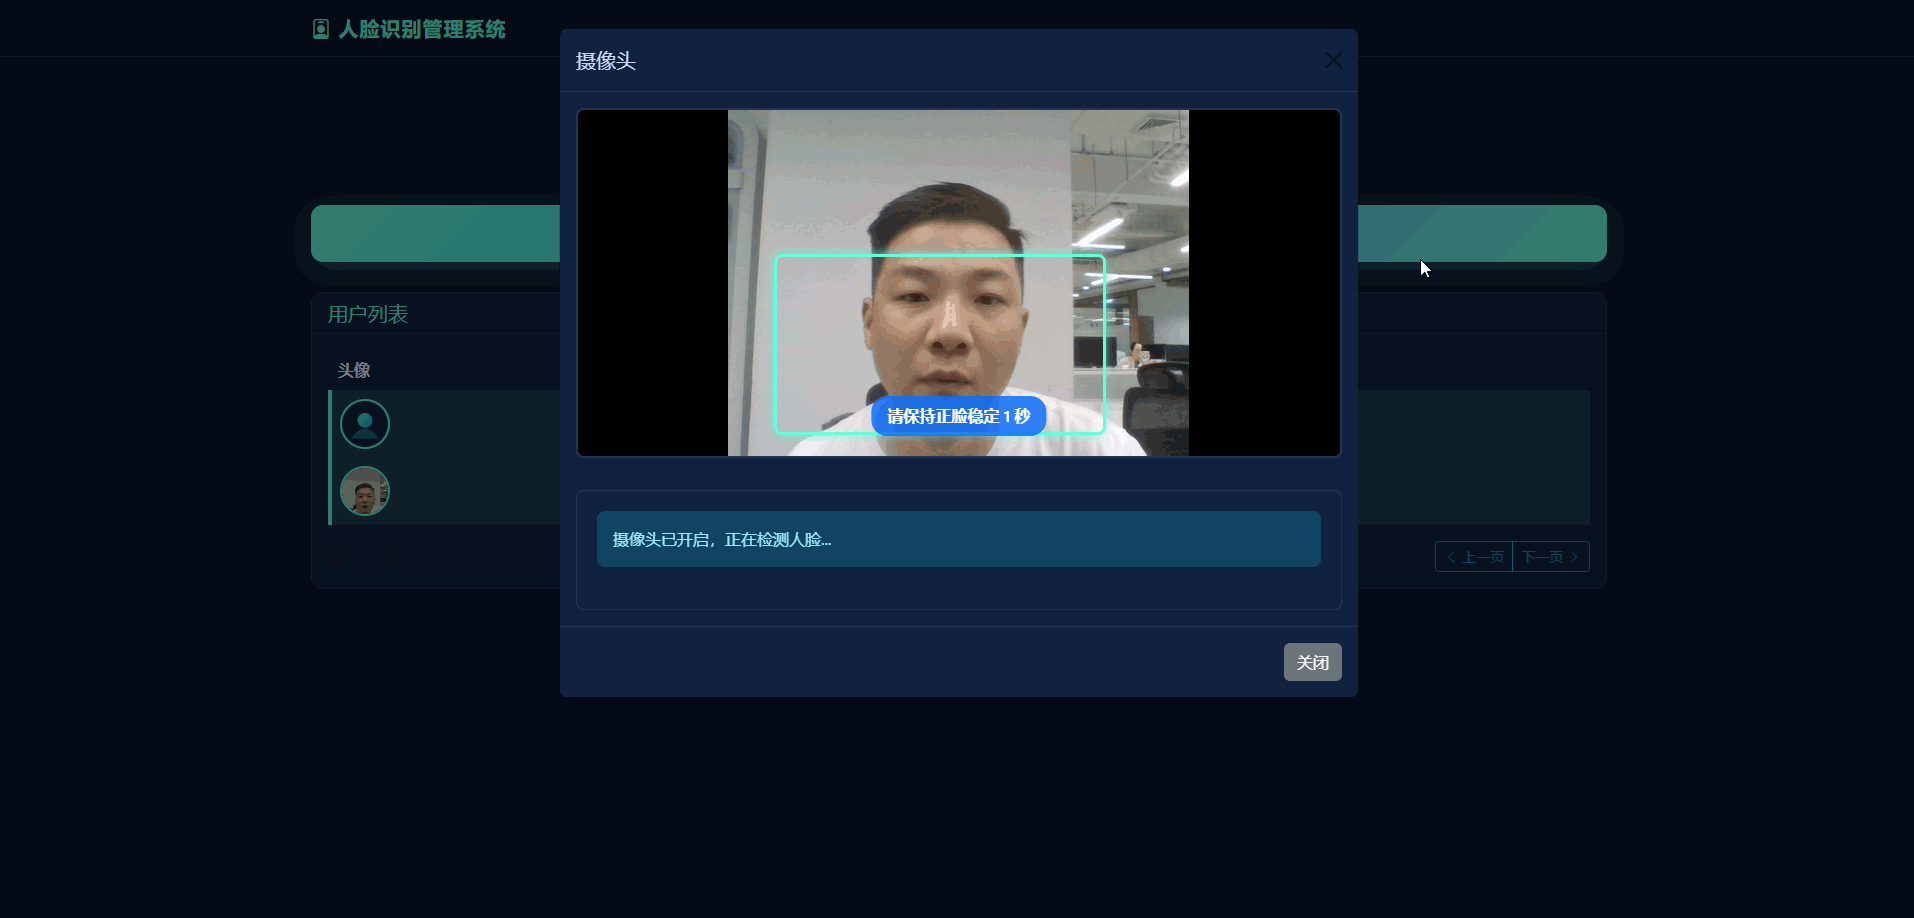 人脸识别管理系统
摄像头
请保持正脸稳定 1 秒
用户列表
头像
摄像头已开启，正在检测人脸...
上一页 下一页
关闭